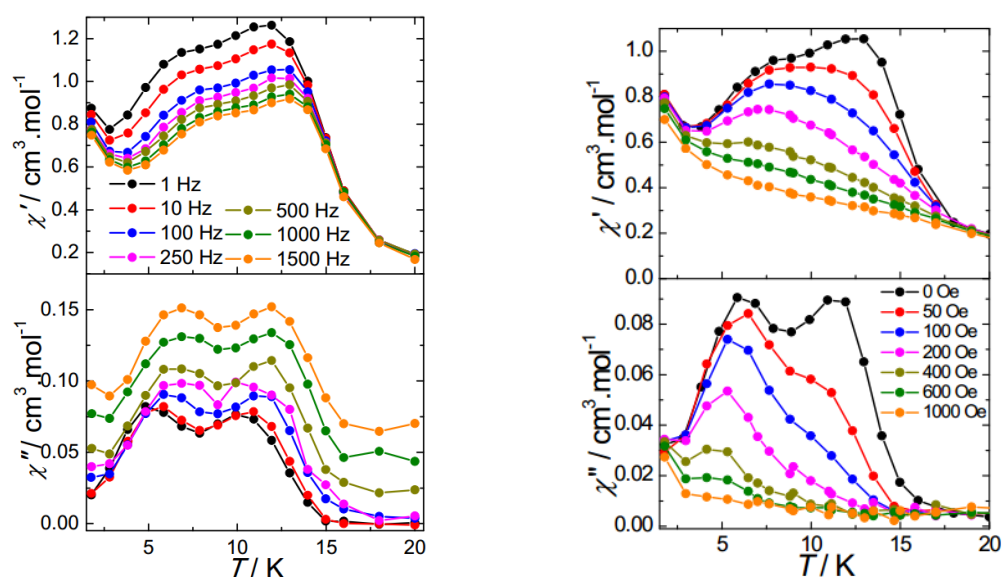 χ′/ cm³.mol⁻¹
1.2
1.0
0.8
0.6
0.4
0.2
1 Hz
10 Hz
100 Hz
250 Hz
500 Hz
1000 Hz
1500 Hz
χ″/ cm³.mol⁻¹
0.15
0.10
0.05
0.00
5 10 15 20
T / K
χ′ / cm³.mol⁻¹
1.0
0.8
0.6
0.4
0.2
0.0
χ″ / cm³.mol⁻¹
0.08
0.06
0.04
0.02
0.00
0 Oe
50 Oe
100 Oe
200 Oe
400 Oe
600 Oe
1000 Oe
5 10 15 20
T / K